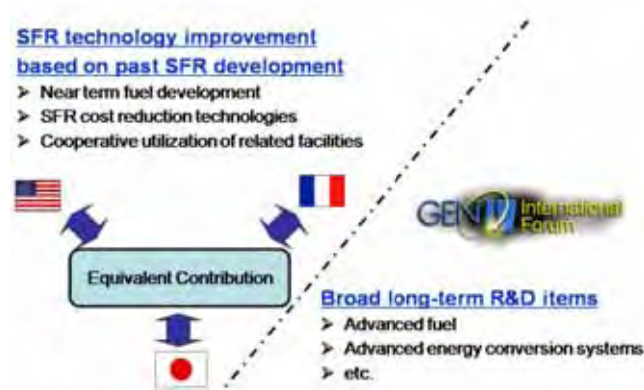 SFR technology improvement
based on past SFR development
➢ Near term fuel development
➢ SFR cost reduction technologies
➢ Cooperative utilization of related facilities
GEN IV International
Forum
Equivalent Contribution
Broad long-term R&D items
➢ Advanced fuel
➢ Advanced energy conversion systems
➢ etc.